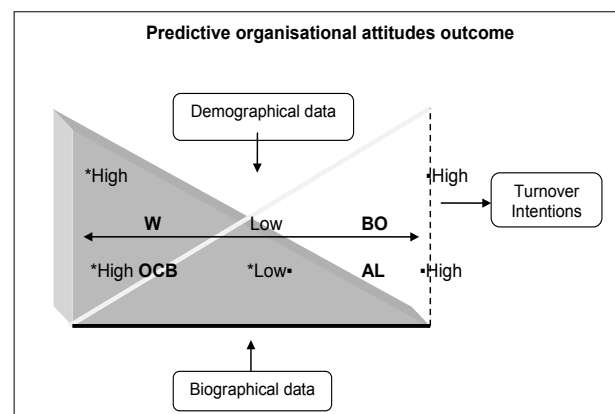 Predictive organisational attitudes outcome
Demographical data
*High
▪High
Turnover
Intentions
W
Low
BO
*High OCB
*Low▪
AL
▪High
Biographical data